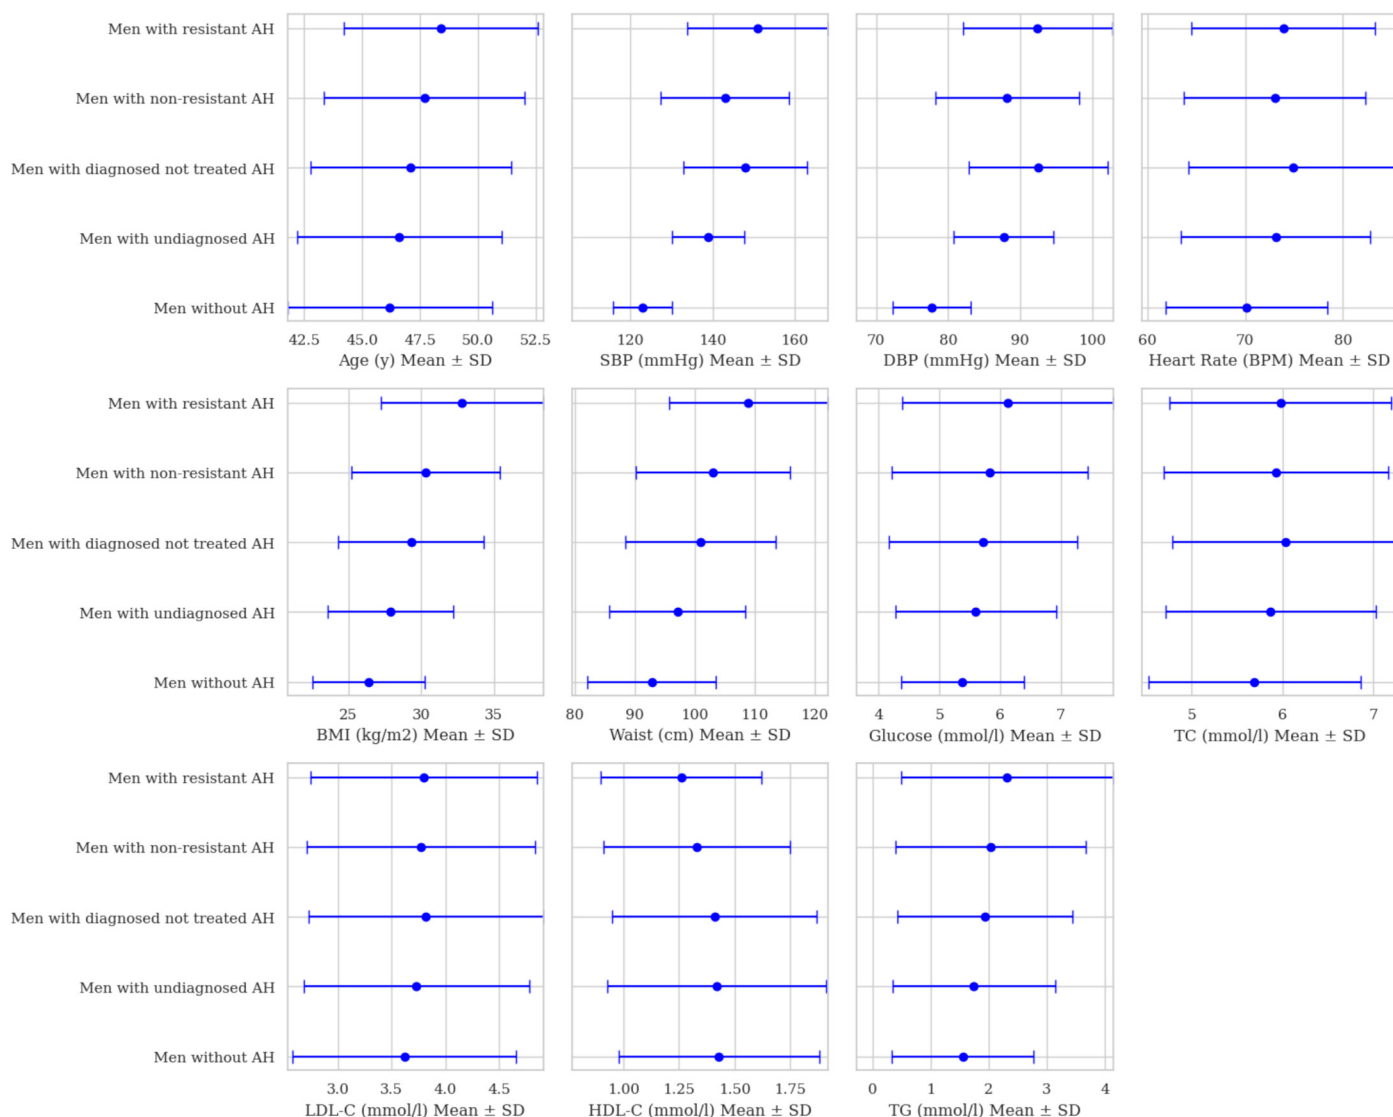 Men with resistant AH
Men with non-resistant AH
Men with diagnosed not treated AH
Men with undiagnosed AH
Men without AH
42.5 45.0 47.5 50.0 52.5
Age (y) Mean ± SD
120 140 160
SBP (mmHg) Mean ± SD
70 80 90 100
DBP (mmHg) Mean ± SD
60 70 80
Heart Rate (BPM) Mean ± SD
Men with resistant AH
Men with non-resistant AH
Men with diagnosed not treated AH
Men with undiagnosed AH
Men without AH
25 30 35
BMI (kg/m2) Mean ± SD
80 90 100 110 120
Waist (cm) Mean ± SD
4 5 6 7
Glucose (mmol/l) Mean ± SD
5 6 7
TC (mmol/l) Mean ± SD
Men with resistant AH
Men with non-resistant AH
Men with diagnosed not treated AH
Men with undiagnosed AH
Men without AH
3.0 3.5 4.0 4.5
LDL-C (mmol/l) Mean ± SD
1.00 1.25 1.50 1.75
HDL-C (mmol/l) Mean ± SD
0 1 2 3 4
TG (mmol/l) Mean ± SD